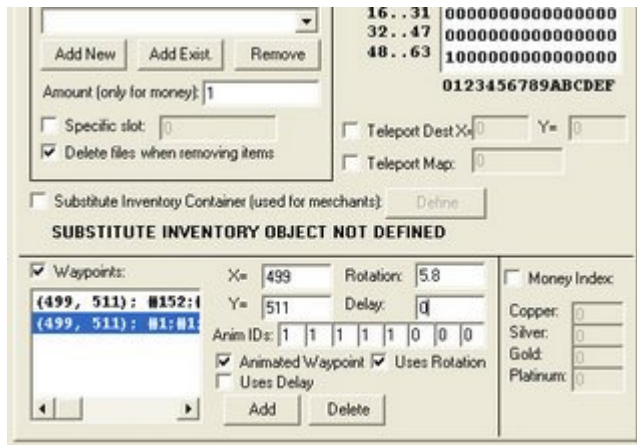 16..31 0000000000000000
32..47 0000000000000000
48..63 1000000000000000
0123456789ABCDEF
Add New Add Exist. Remove
Amount (only for money): 1
Specific slot: 0
Delete files when removing items
Teleport Dest X= 0 Y= 0
Teleport Map: 0
Substitute Inventory Container (used for merchants): Define
SUBSTITUTE INVENTORY OBJECT NOT DEFINED
Waypoints:
(499, 511): #152;
(499, 511): #1;#1;
X= 499 Rotation: 5.8
Y= 511 Delay: 0
Anim IDs: 1 1 1 1 1 0 0 0
Animated Waypoint Uses Rotation
Uses Delay
Add Delete
Money Index:
Copper: 0
Silver: 0
Gold: 0
Platinum: 0